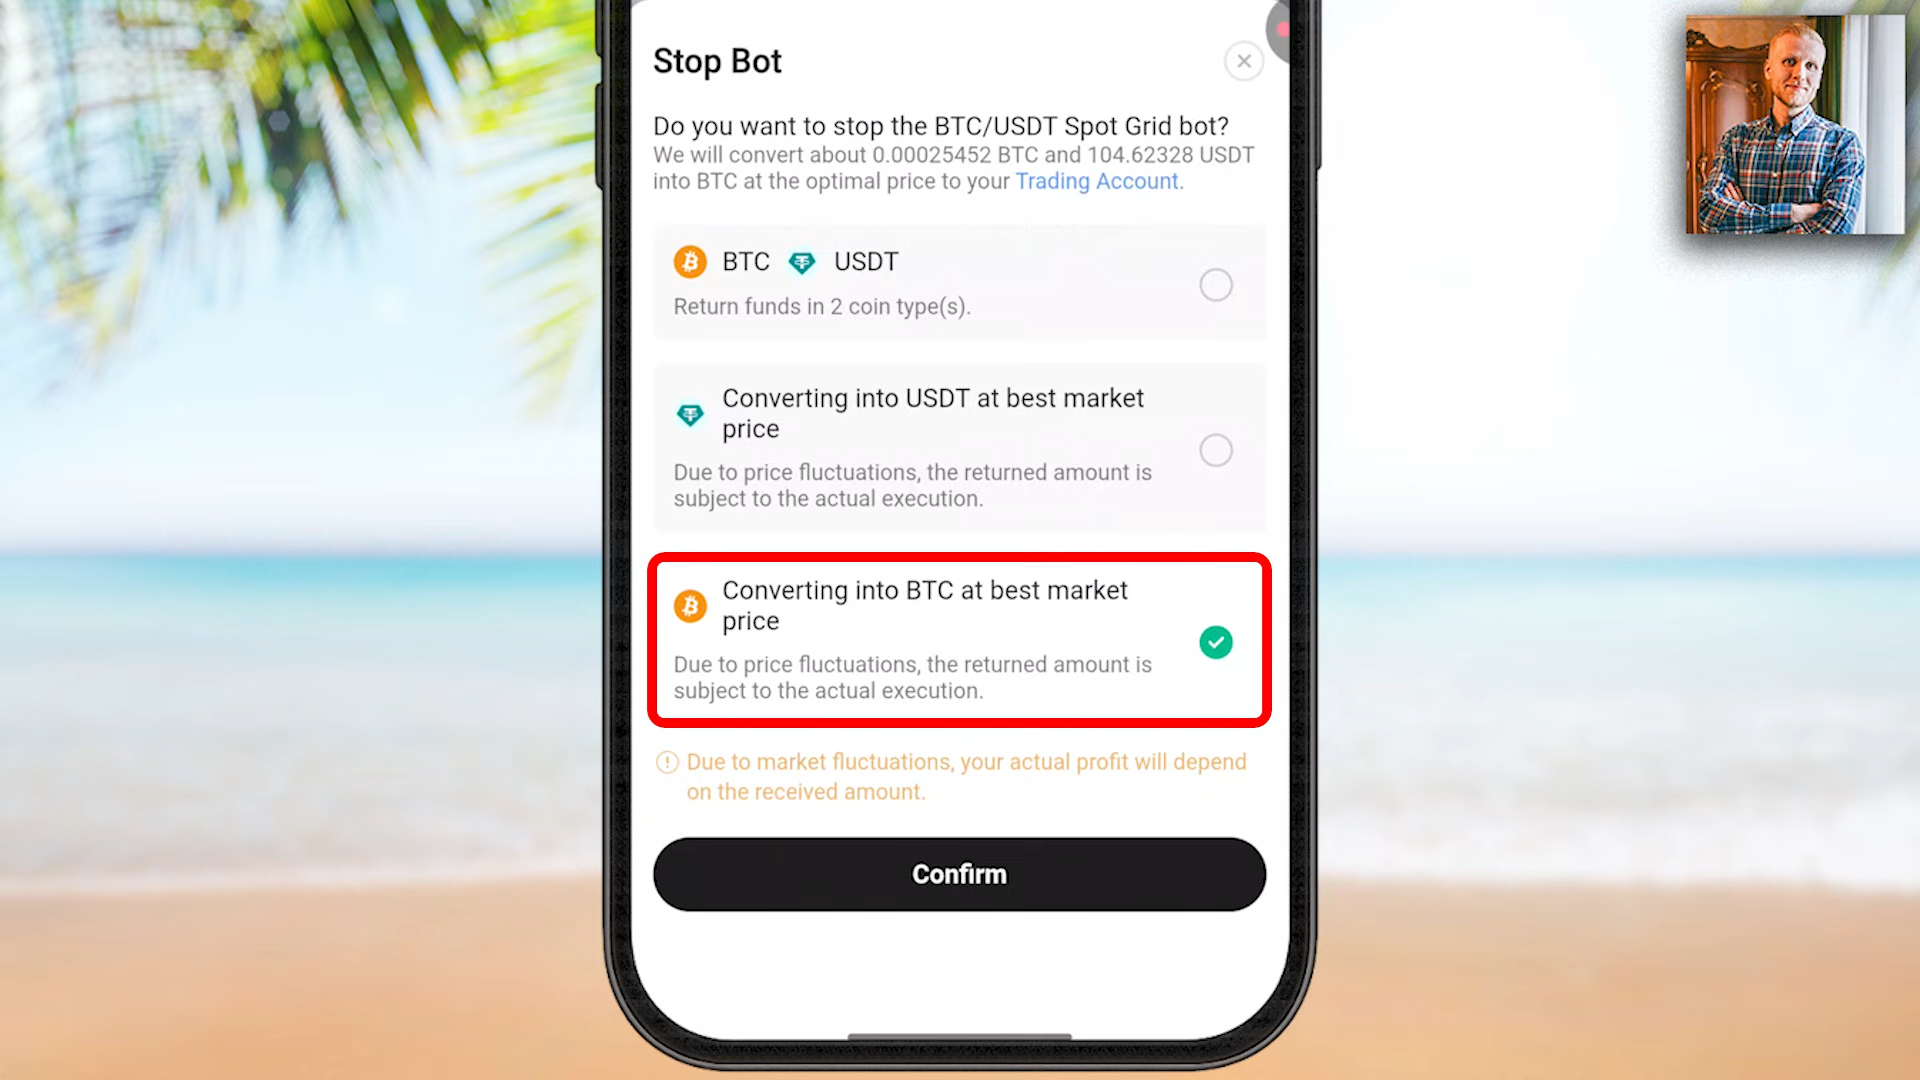 Stop Bot
Do you want to stop the BTC/USDT Spot Grid bot?
We will convert about 0.00025452 BTC and 104.62328 USDT
into BTC at the optimal price to your Trading Account.
BTC USDT
Return funds in 2 coin type(s).
Converting into USDT at best market
price
Due to price fluctuations, the returned amount is
subject to the actual execution.
Converting into BTC at best market
price
Due to price fluctuations, the returned amount is
subject to the actual execution.
Due to market fluctuations, your actual profit will depend
on the received amount.
Confirm